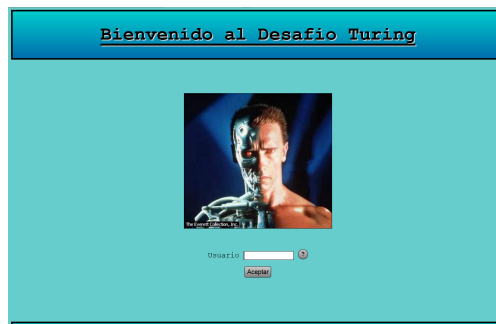 Bienvenido al Desafio Turing
The Everett Collection, Inc.
Usuario ?
Aceptar